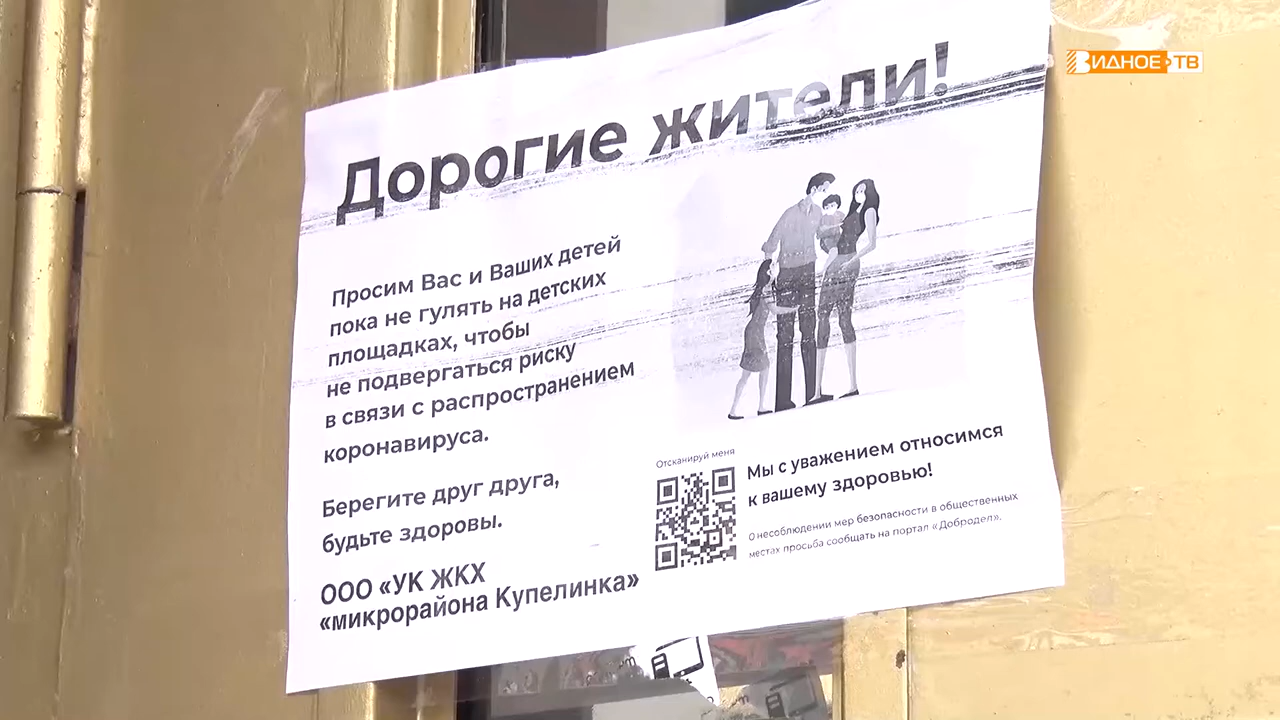 ВИДНОЕ ТВ
Дорогие жители!
Просим Вас и Ваших детей
пока не гулять на детских
площадках, чтобы
не подвергаться риску
в связи с распространением
коронавируса.
Берегите друг друга,
будьте здоровы.
ООО «УК ЖКХ
«микрорайона Купелинка»
Отсканируй меня
Мы с уважением относимся
к вашему здоровью!
О несоблюдении мер безопасности в общественных
местах просьба сообщать на портал «Добродел».